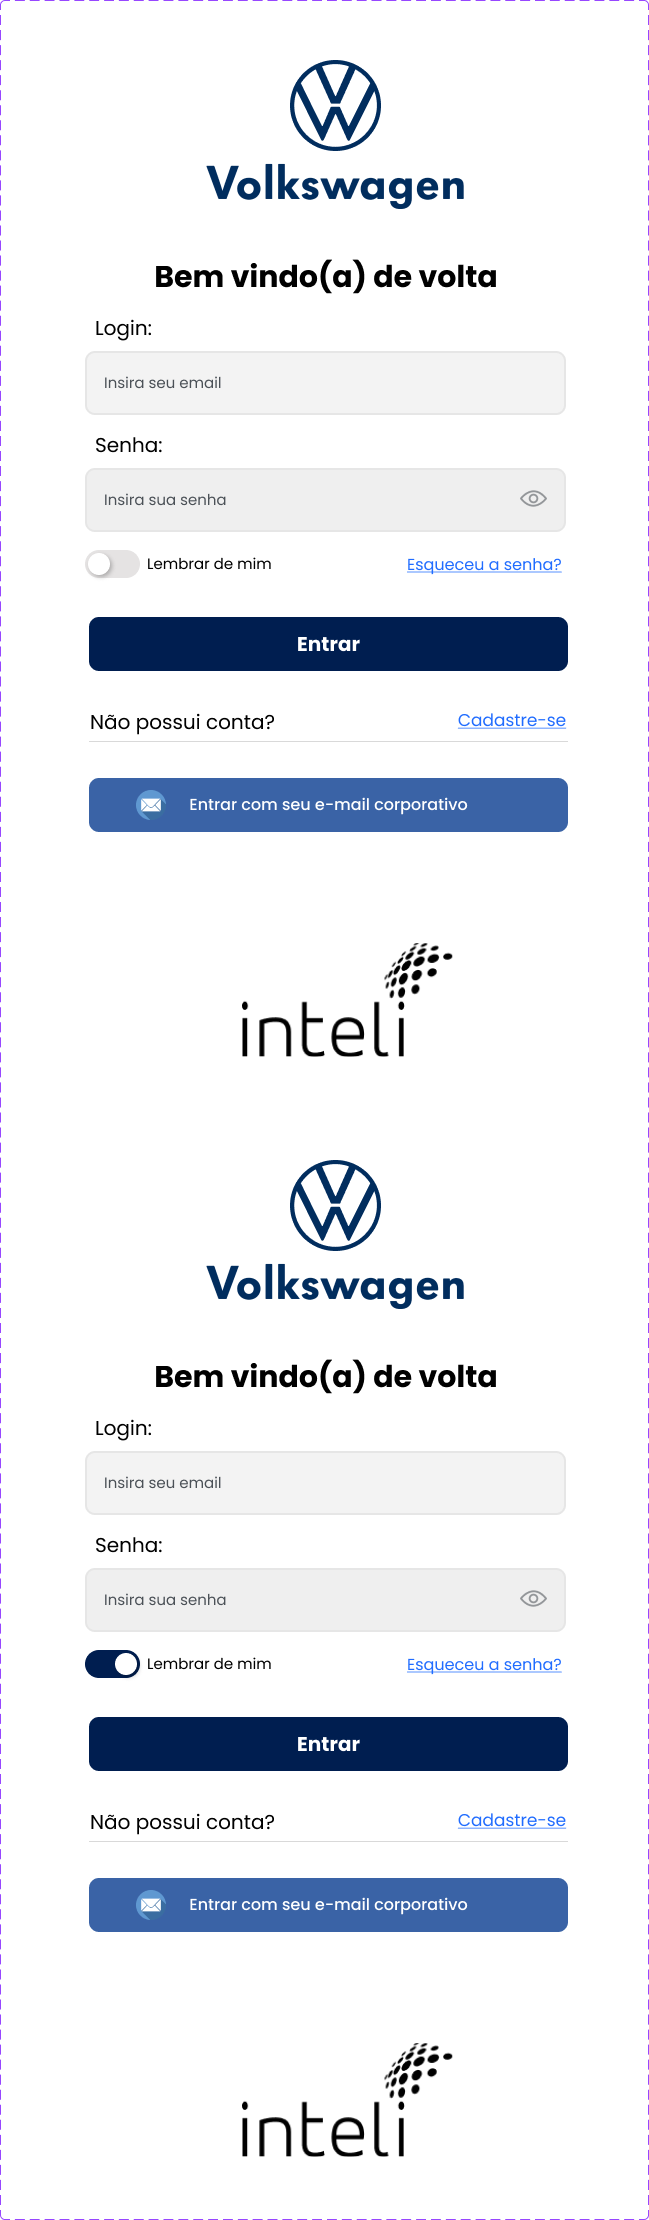 Volkswagen
Bem vindo(a) de volta
Login:
Insira seu email
Senha:
Insira sua senha
Lembrar de mim Esqueceu a senha?
Entrar
Não possui conta? Cadastre-se
Entrar com seu e-mail corporativo
inteli
Volkswagen
Bem vindo(a) de volta
Login:
Insira seu email
Senha:
Insira sua senha
Lembrar de mim Esqueceu a senha?
Entrar
Não possui conta? Cadastre-se
Entrar com seu e-mail corporativo
inteli